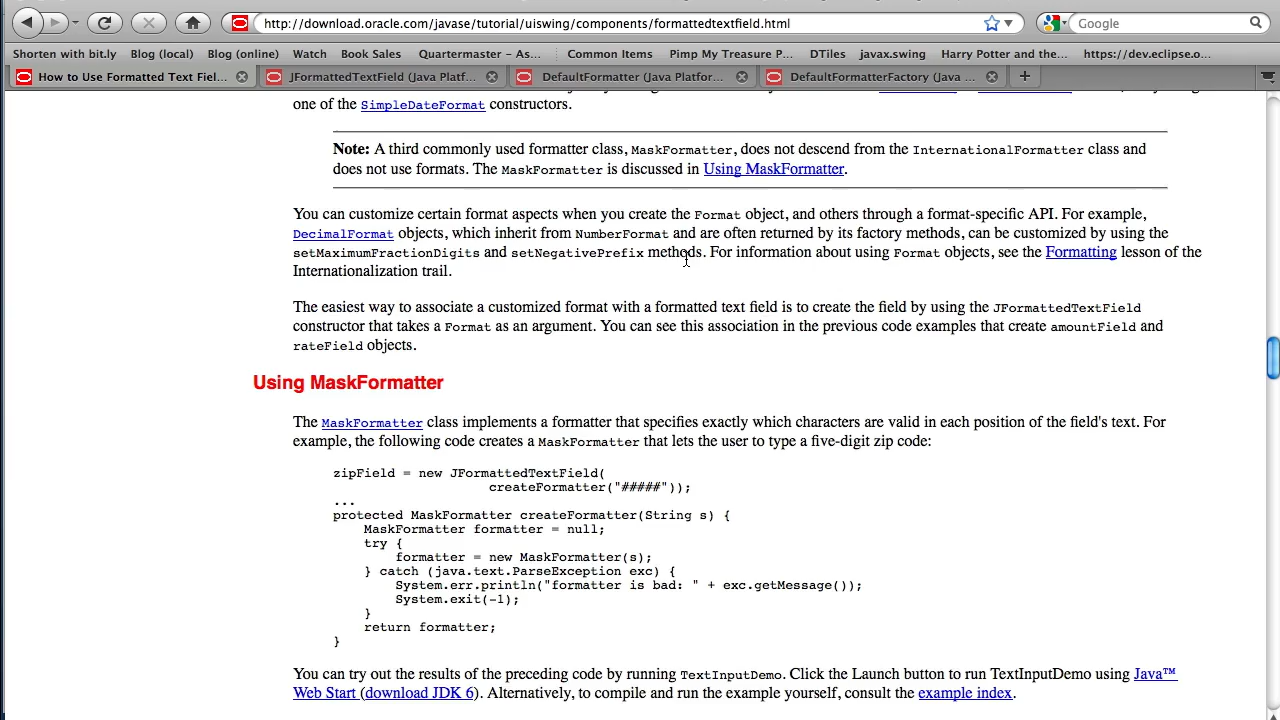 http://download.oracle.com/javase/tutorial/uiswing/components/formattedtextfield.html
Google
Shorten with bit.ly Blog (local) Blog (online) Watch Book Sales Quartermaster - As... Common Items Pimp My Treasure P... DTiles javax.swing Harry Potter and the... https://dev.eclipse.o...
How to Use Formatted Text Fiel... JFormattedTextField (Java Platf... DefaultFormatter (Java Platfor... DefaultFormatterFactory (Java ...
one of the SimpleDateFormat constructors.
Note: A third commonly used formatter class, MaskFormatter, does not descend from the InternationalFormatter class and
does not use formats. The MaskFormatter is discussed in Using MaskFormatter.
You can customize certain format aspects when you create the Format object, and others through a format-specific API. For example,
DecimalFormat objects, which inherit from NumberFormat and are often returned by its factory methods, can be customized by using the
setMaximumFractionDigits and setNegativePrefix methods. For information about using Format objects, see the Formatting lesson of the
Internationalization trail.
The easiest way to associate a customized format with a formatted text field is to create the field by using the JFormattedTextField
constructor that takes a Format as an argument. You can see this association in the previous code examples that create amountField and
rateField objects.
Using MaskFormatter
The MaskFormatter class implements a formatter that specifies exactly which characters are valid in each position of the field's text. For
example, the following code creates a MaskFormatter that lets the user to type a five-digit zip code:
zipField = new JFormattedTextField(
createFormatter("#####"));
...
protected MaskFormatter createFormatter(String s) {
MaskFormatter formatter = null;
try {
formatter = new MaskFormatter(s);
} catch (java.text.ParseException exc) {
System.err.println("formatter is bad: " + exc.getMessage());
System.exit(-1);
}
return formatter;
}
You can try out the results of the preceding code by running TextInputDemo. Click the Launch button to run TextInputDemo using Java™
Web Start (download JDK 6). Alternatively, to compile and run the example yourself, consult the example index.